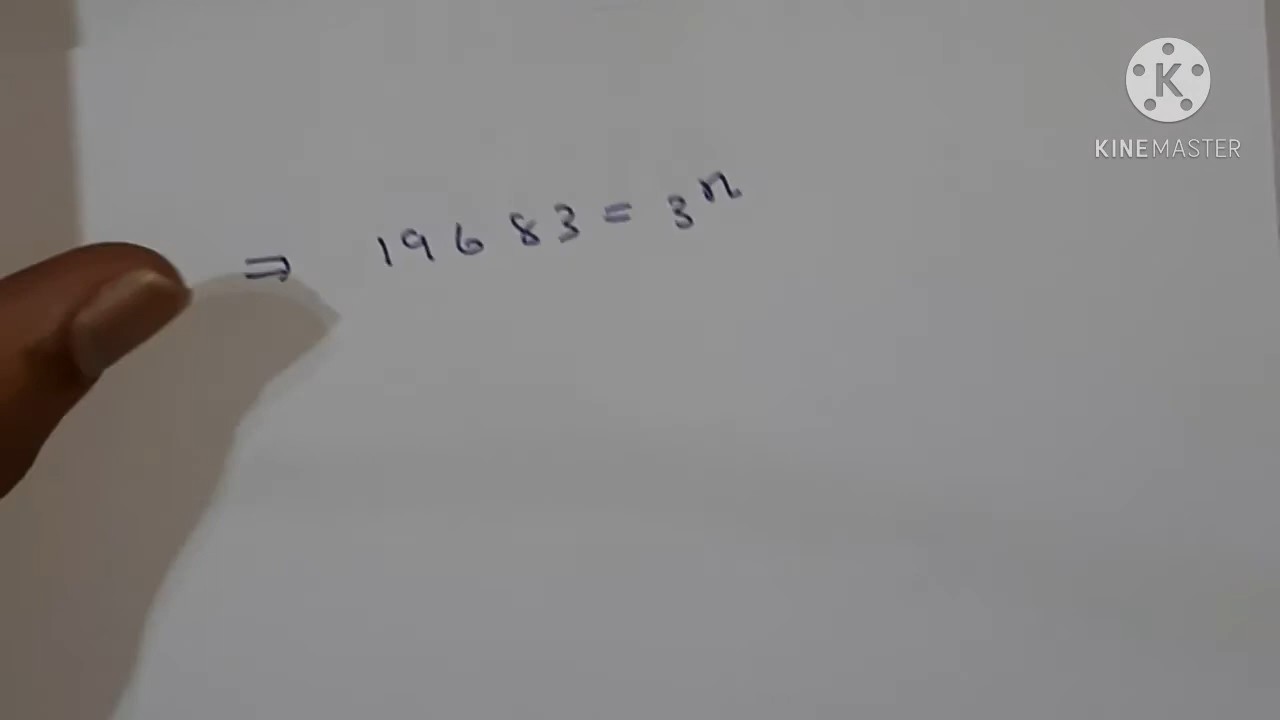 ⇒ 19683 = 3ⁿ
K
KINEMASTER